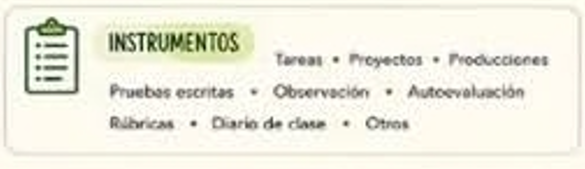 INSTRUMENTOS
Tareas • Proyectos • Producciones
Pruebas escritas • Observación • Autoevaluación
Rúbricas • Diario de clase • Otros